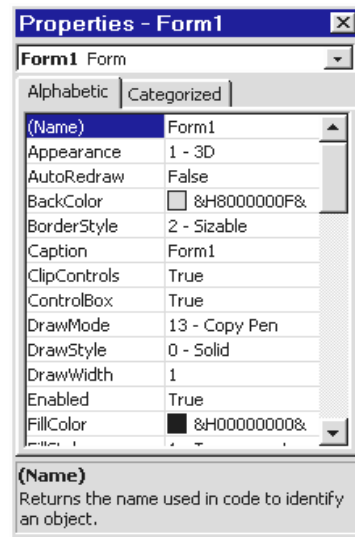 Properties - Form1
Form1 Form
Alphabetic Categorized
(Name) Form1
Appearance 1 - 3D
AutoRedraw False
BackColor &H8000000F&
BorderStyle 2 - Sizable
Caption Form1
ClipControls True
ControlBox True
DrawMode 13 - Copy Pen
DrawStyle 0 - Solid
DrawWidth 1
Enabled True
FillColor &H00000000&
(Name)
Returns the name used in code to identify
an object.